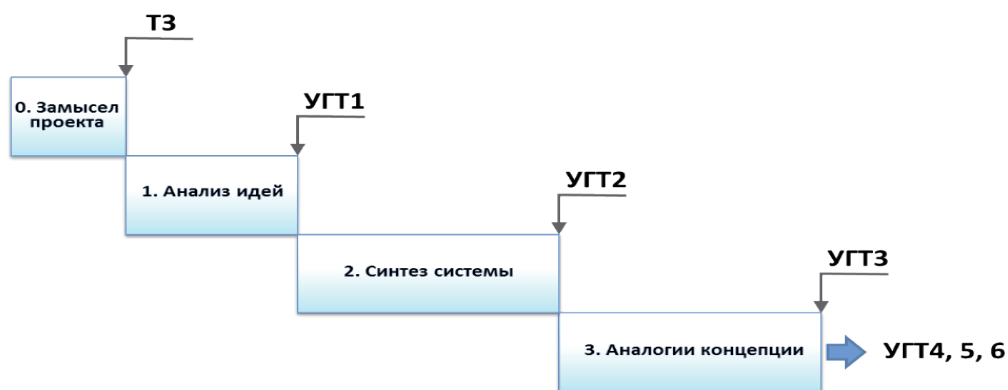 ТЗ
0. Замысел
проекта
УГТ1
1. Анализ идей
УГТ2
2. Синтез системы
УГТ3
3. Аналогии концепции
УГТ4, 5, 6